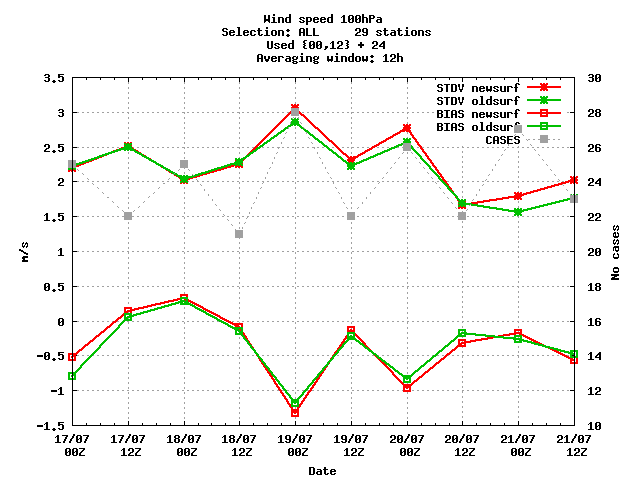 Wind speed 100hPa
Selection: ALL 29 stations
Used {00,12} + 24
Averaging window: 12h
STDV newsurf
STDV oldsurf
BIAS newsurf
BIAS oldsurf
CASES
3.5
3
2.5
2
1.5
1
0.5
0
-0.5
-1
-1.5
m/s
30
28
26
24
22
20
18
16
14
12
10
No cases
17/07 17/07 18/07 18/07 19/07 19/07 20/07 20/07 21/07 21/07
00Z 12Z 00Z 12Z 00Z 12Z 00Z 12Z 00Z 12Z
Date